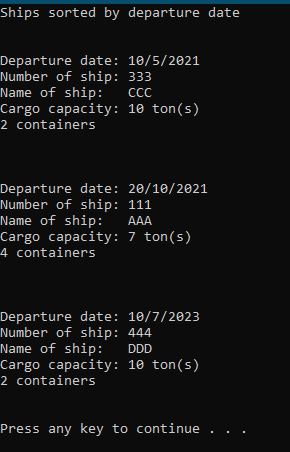 Ships sorted by departure date
Departure date: 10/5/2021
Number of ship: 333
Name of ship:   CCC
Cargo capacity: 10 ton(s)
2 containers
Departure date: 20/10/2021
Number of ship: 111
Name of ship:   AAA
Cargo capacity: 7 ton(s)
4 containers
Departure date: 10/7/2023
Number of ship: 444
Name of ship:   DDD
Cargo capacity: 10 ton(s)
2 containers
Press any key to continue . . .